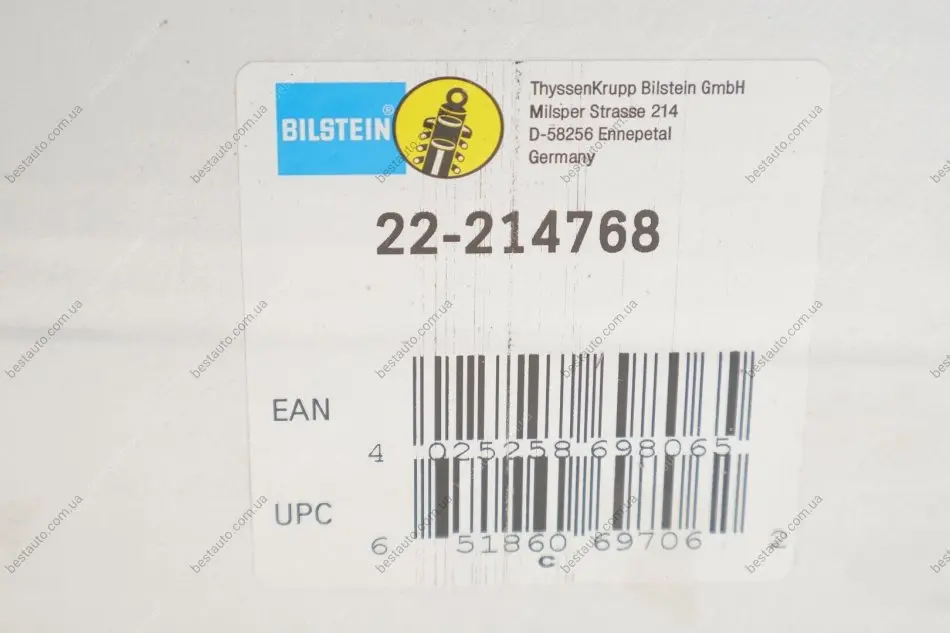 BILSTEIN®
ThyssenKrupp Bilstein GmbH
Milsper Strasse 214
D-58256 Ennepetal
Germany
22-214768
EAN
4 025258 698065
UPC
6 51860 69706 2
C
bestauto.com.ua